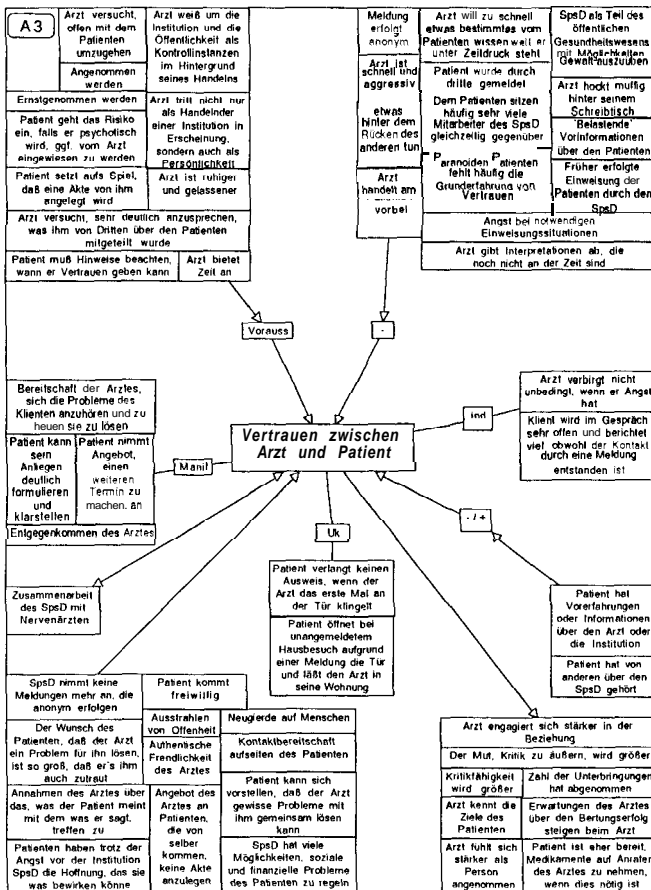 A3
Arzt versucht,
offen mit dem
Patienten
umzugehen
Angenommen
werden
Arzt weiß um die
Institution und die
Öffentlichkeit als
Kontrollinstanzen
im Hintergrund
seines Handelns
Ernstgenommen werden
Patient geht das Risiko
ein, falls er psychotisch
wird, ggf. vom Arzt
eingewiesen zu werden
Arzt tritt nicht nur
als Handelnder
einer Institution in
Erscheinung,
sondern auch als
Persönlichkeit
Patient setzt aufs Spiel,
daß eine Akte von ihm
angelegt wird
Arzt ist ruhiger
und gelassener
Arzt versucht, sehr deutlich anzusprechen,
was ihm von Dritten über den Patienten
mitgeteilt wurde
Patient muß Hinweise beachten,
wann er Vertrauen geben kann
Arzt bietet
Zeit an
Meldung
erfolgt
anonym
Arzt ist
schnell und
aggressiv
etwas
hinter dem
Rücken des
anderen tun
Arzt
handelt am
vorbei
Arzt will zu schnell
etwas bestimmtes vom
Patienten wissen weil er
unter Zeitdruck steht
Patient wurde durch
dritte gemeldet
Dem Patienten sitzen
häufig sehr viele
Mitarbeiter des SpsD
gleichzeitig gegenüber
Paranoiden Patienten
fehlt häufig die
Grunderfahrung von
Vertrauen
SpsD als Teil des
öffentlichen
Gesundheitswesens
mit Möglichkeiten
Gewalt auszuüben
Arzt hockt muffig
hinter seinem
Schreibtisch
Belastende
Vorinformationen
über den Patienten
Früher erfolgte
Einweisung der
Patienten durch den
SpsD
Angst bei notwendigen
Einweisungssituationen
Arzt gibt Interpretationen ab, die
noch nicht an der Zeit sind
Vorauss
-
Bereitschaft der Arztes,
sich die Probleme des
Klienten anzuhören und zu
heuen sie zu lösen
Patient kann
sern
Anliegen
deutlich
formulieren
und
klarstellen
Patient nimmt
Angebot,
einen
weiteren
Termin zu
machen. an
Entgegenkommen des Arztes
Manif
Vertrauen zwischen
Arzt und Patient
ind
Arzt verbirgt nicht
unbedingt, wenn er Angst
hat
Klient wird im Gespräch
sehr offen und berichtet
viel obwohl der Kontakt
durch eine Meldung
entstanden ist
- / +
Uk
Patient verlangt keinen
Ausweis, wenn der
Arzt das erste Mal an
der Tür klingelt
Patient öffnet bei
unangemeldetem
Hausbesuch aufgrund
einer Meldung die Tür
und läßt den Arzt in
seine Wohnung
Zusammenarbeit
des SpsD mit
Nervenärzten
Patient hat
Vorerfahrungen
oder Informationen
über den Arzt oder
die Institution
Patient hat von
anderen über den
SpsD gehört
SpsD nimmt keine
Meldungen mehr an, die
anonym erfolgen
Der Wunsch des
Patienten, daß der Arzt
ein Problem für ihn lösen,
ist so groß, daß er's ihm
auch zutraut
Annahmen des Arztes über
das, was der Patient meint
mit dem was er sagt,
treffen zu
Patienten haben trotz der
Angst vor der Institution
SpsD die Hoffnung, das sie
was bewirken könne
Patient kommt
freiwillig
Ausstrahlen
von Offenheit
Authentische
Frendlichkeit
des Arztes
Angebot des
Arztes an
Patienten,
die von
selber
kommen,
keine Akte
anzulegen
Neugierde auf Menschen
Kontaktbereitschaft
aufseiten des Patienten
Patient kann sich
vorstellen, daß der Arzt
gewisse Probleme mit
ihm gemeinsam lösen
kann
SpsD hat viele
Möglichkeiten, soziale
und finanzielle Probleme
des Patienten zu regeln
Arzt engagiert sich stärker in der
Beziehung
Der Mut, Kritik zu äußern, wird größer
Kritikfähigkeit
wird größer
Zahl der Unterbringungen
hat abgenommen
Arzt kennt die
Ziele des
Patienten
Erwartungen des Arztes
über den Bertungserfolg
steigen beim Arzt
Arzt fühlt sich
stärker als
Person
angenommen
Patient ist eher bereit,
Medikamente auf Anraten
des Arztes zu nehmen,
wenn dies nötig ist